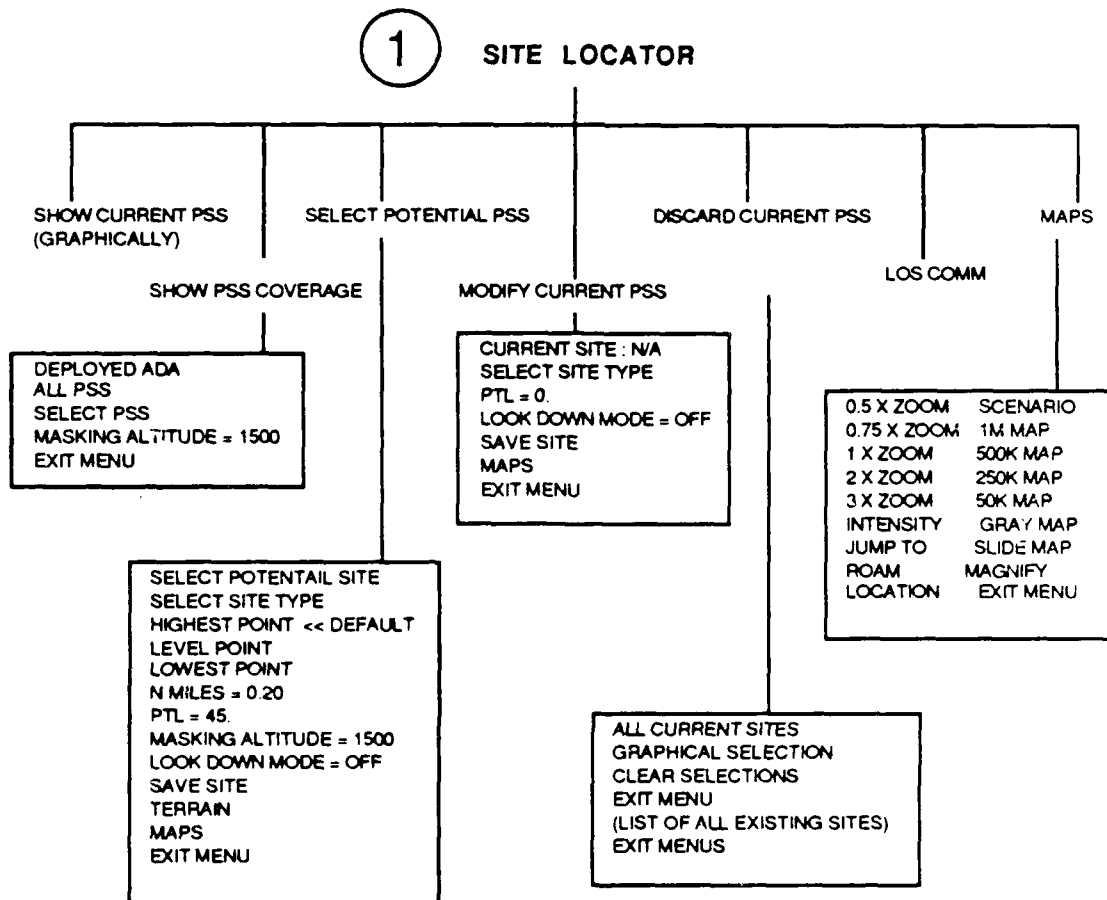 1 SITE LOCATOR
SHOW CURRENT PSS
(GRAPHICALLY)
SELECT POTENTIAL PSS
DISCARD CURRENT PSS
MAPS
SHOW PSS COVERAGE
MODIFY CURRENT PSS
LOS COMM
DEPLOYED ADA
ALL PSS
SELECT PSS
MASKING ALTITUDE = 1500
EXIT MENU
CURRENT SITE : N/A
SELECT SITE TYPE
PTL = 0.
LOOK DOWN MODE = OFF
SAVE SITE
MAPS
EXIT MENU
0.5 X ZOOM SCENARIO
0.75 X ZOOM 1M MAP
1 X ZOOM 500K MAP
2 X ZOOM 250K MAP
3 X ZOOM 50K MAP
INTENSITY GRAY MAP
JUMP TO SLIDE MAP
ROAM MAGNIFY
LOCATION EXIT MENU
SELECT POTENTAIL SITE
SELECT SITE TYPE
HIGHEST POINT << DEFAULT
LEVEL POINT
LOWEST POINT
N MILES = 0.20
PTL = 45.
MASKING ALTITUDE = 1500
LOOK DOWN MODE = OFF
SAVE SITE
TERRAIN
MAPS
EXIT MENU
ALL CURRENT SITES
GRAPHICAL SELECTION
CLEAR SELECTIONS
EXIT MENU
(LIST OF ALL EXISTING SITES)
EXIT MENUS